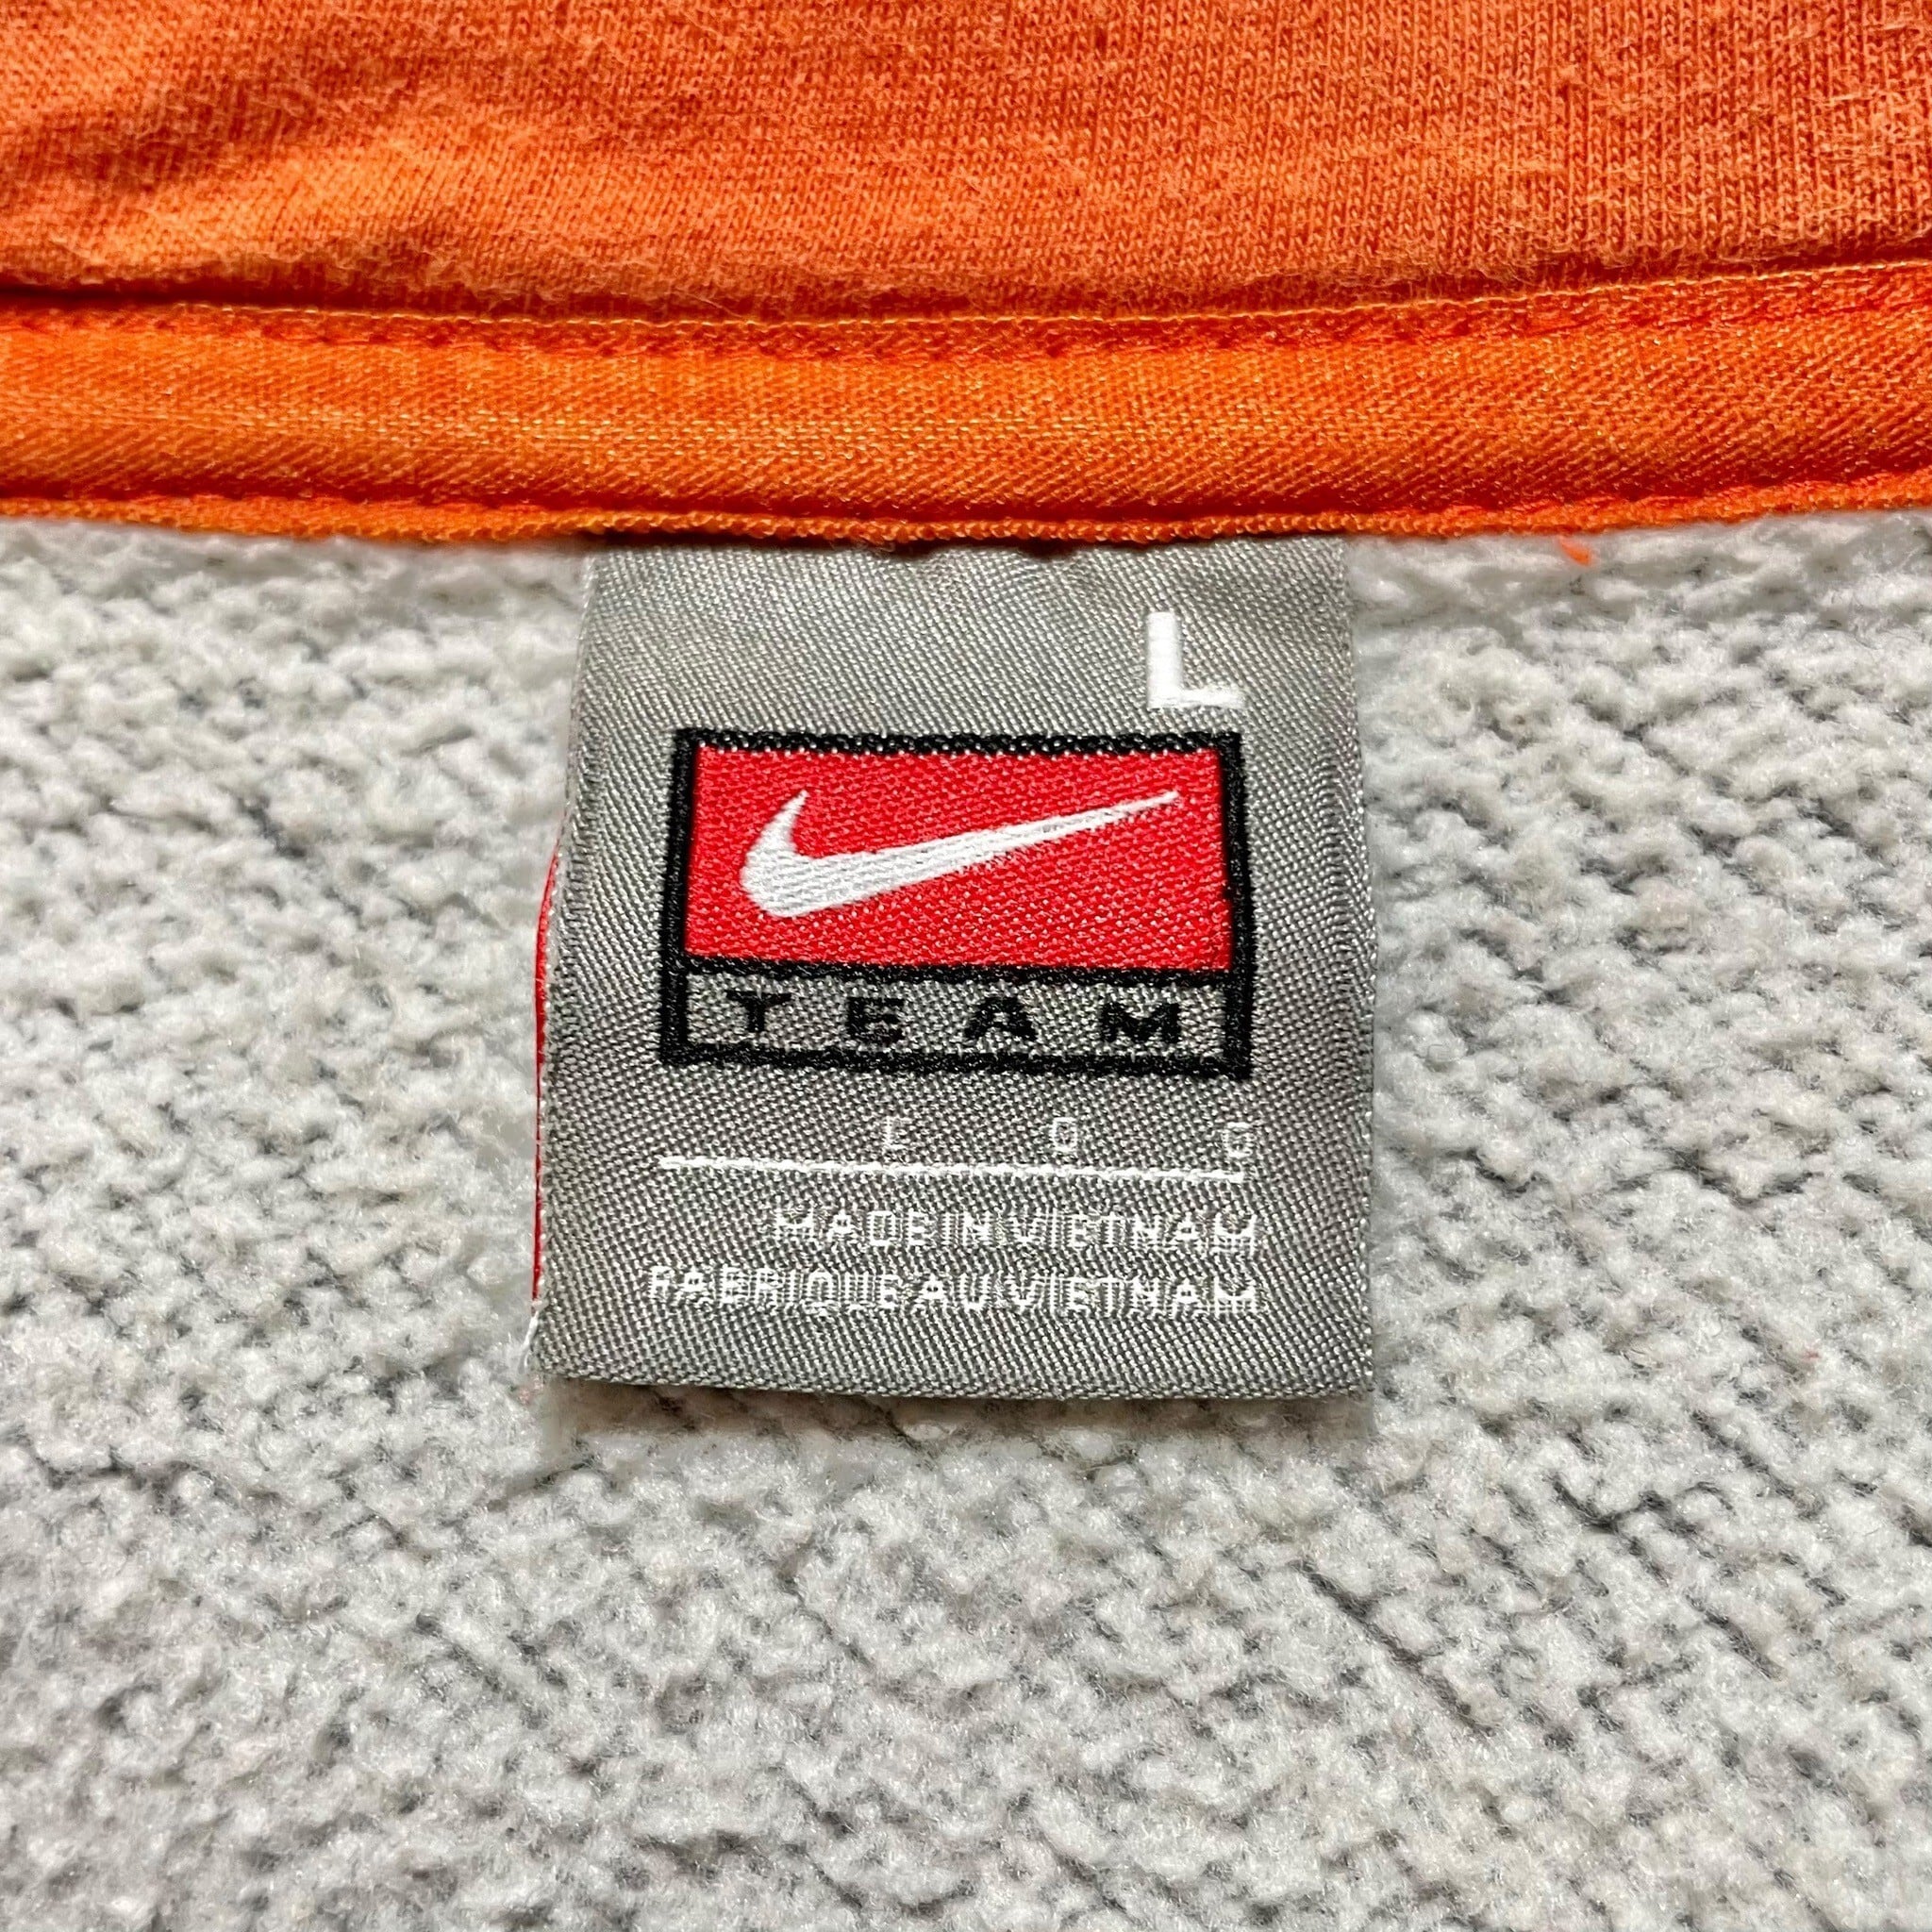 L
TEAM
E G G
MADE IN VIETNAM
FABRIQUE AU VIETNAM